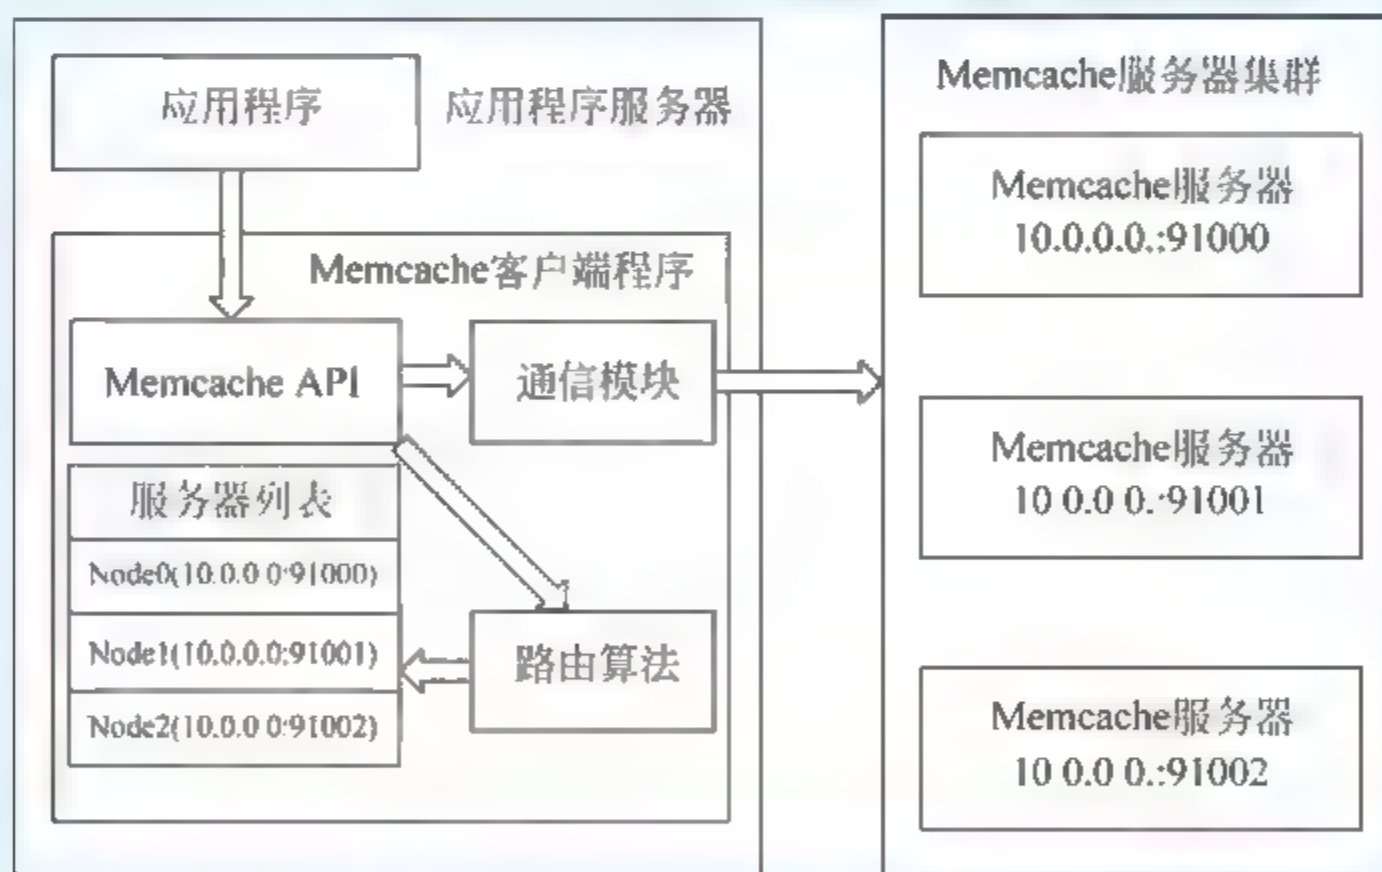 应用程序
应用程序服务器
Memcache客户端程序
Memcache API
通信模块
服务器列表
Node0(10.0.0 0:91000)
Node1(10.0.0.0:91001)
Node2(10.0.0 0:91002)
路由算法
Memcache服务器集群
Memcache服务器
10.0.0.0.:91000
Memcache服务器
10 0.0 0.:91001
Memcache服务器
10 0.0 0.:91002